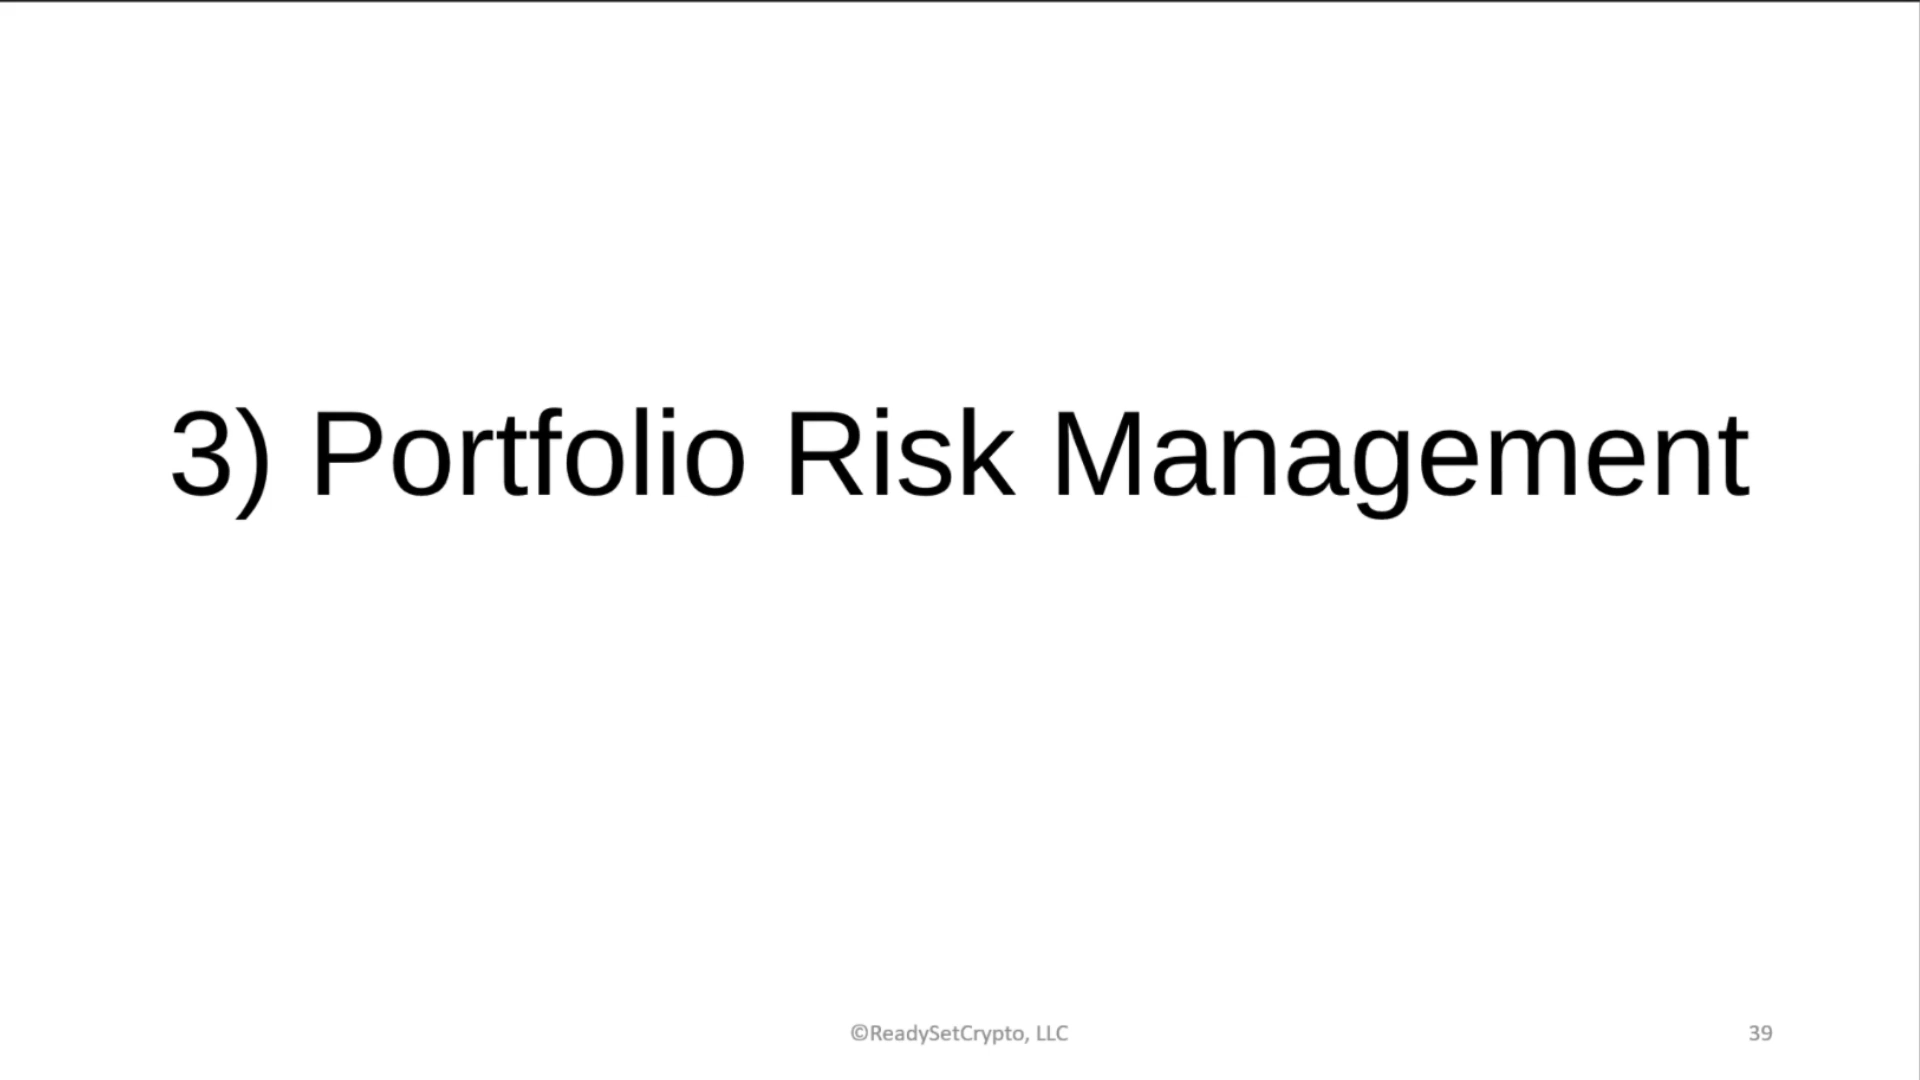 3) Portfolio Risk Management
©ReadySetCrypto, LLC
39